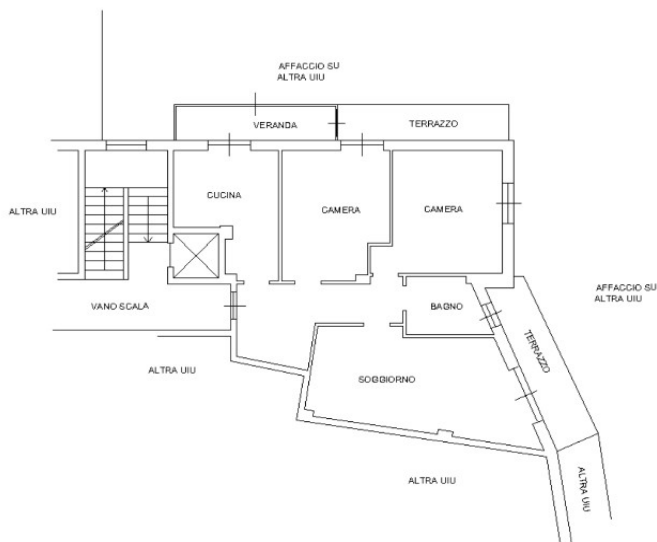 AFFACCIO SU
ALTRA UIU
VERANDA
TERRAZZO
CUCINA
CAMERA
CAMERA
ALTRA UIU
AFFACCIO SU
ALTRA UIU
VANO SCALA
BAGNO
TERRAZZO
ALTRA UIU
SOGGIORNO
ALTRA UIU
ALTRA UIU